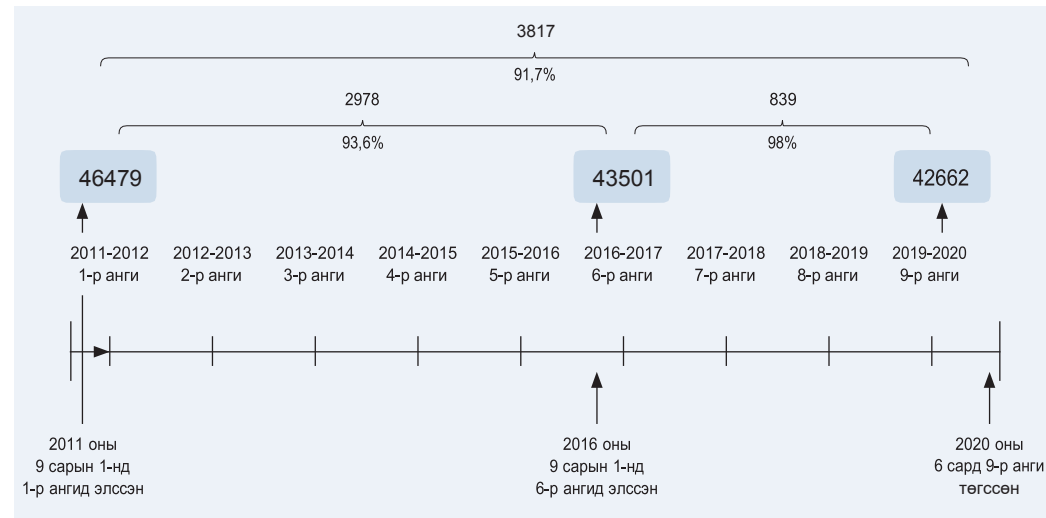 3817
91,7%
2978
839
93,6%
98%
46479
43501
42662
2011-2012 2012-2013 2013-2014 2014-2015 2015-2016 2016-2017 2017-2018 2018-2019 2019-2020
1-р анги 2-р анги 3-р анги 4-р анги 5-р анги 6-р анги 7-р анги 8-р анги 9-р анги
2011 оны
9 сарын 1-нд
1-р ангид элссэн
2016 оны
9 сарын 1-нд
6-р ангид элссэн
2020 оны
6 сард 9-р анги
төгссөн